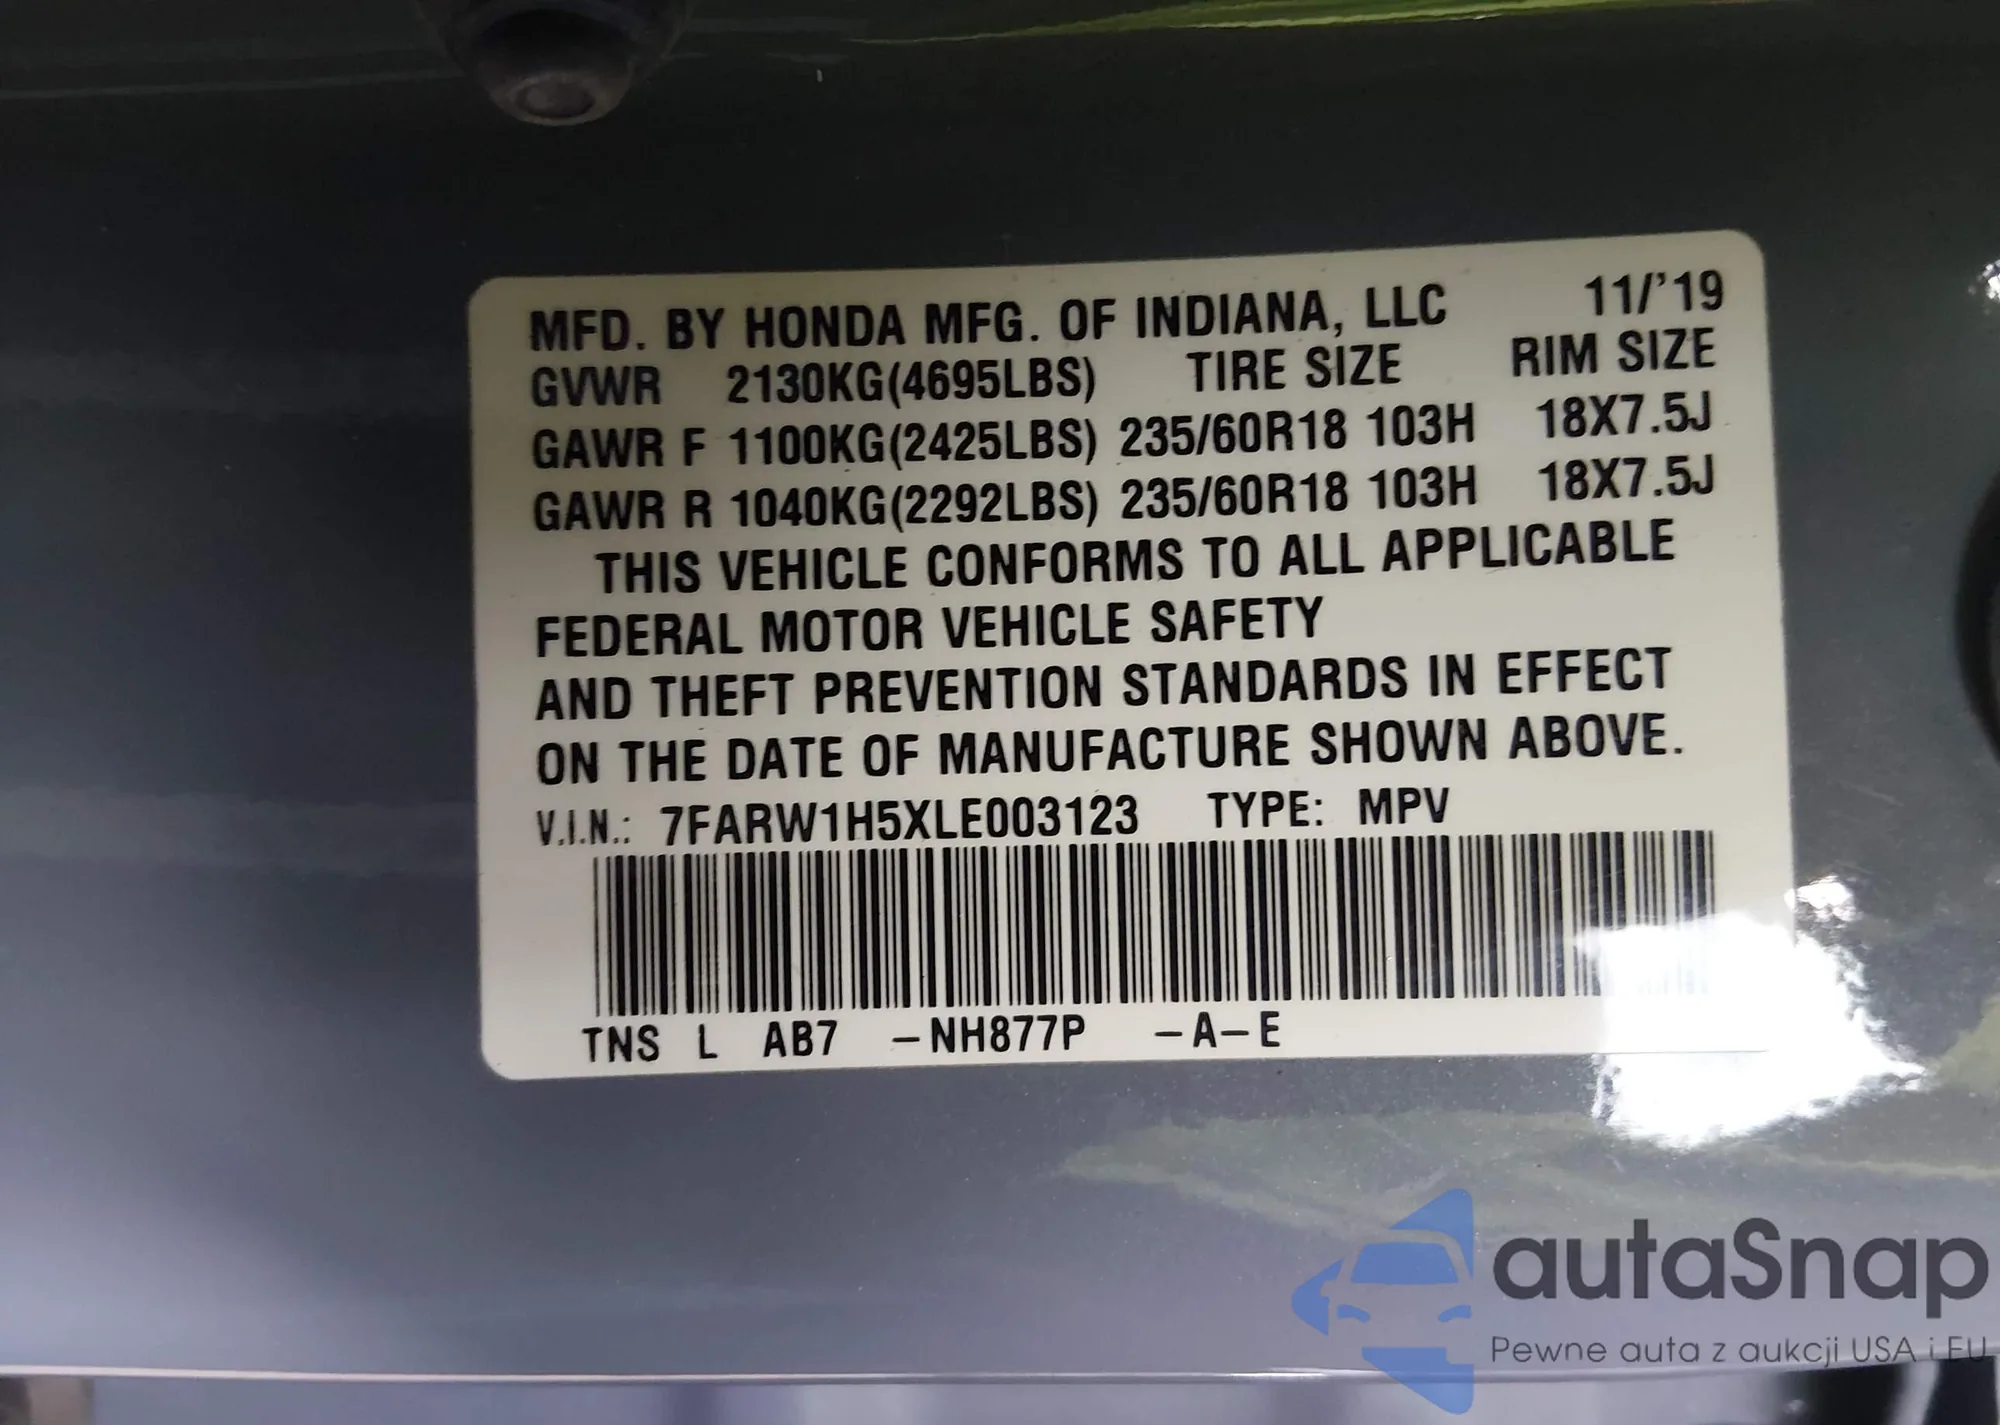 MFD. BY HONDA MFG. OF INDIANA, LLC 11/'19
GVWR 2130KG(4695LBS) TIRE SIZE RIM SIZE
GAWR F 1100KG(2425LBS) 235/60R18 103H 18X7.5J
GAWR R 1040KG(2292LBS) 235/60R18 103H 18X7.5J
THIS VEHICLE CONFORMS TO ALL APPLICABLE
FEDERAL MOTOR VEHICLE SAFETY
AND THEFT PREVENTION STANDARDS IN EFFECT
ON THE DATE OF MANUFACTURE SHOWN ABOVE.
V.I.N.: 7FARW1H5XLE003123 TYPE: MPV
TNS L AB7 –NH877P –A–E
autaSnap
Pewne auta z aukcji USA i EU